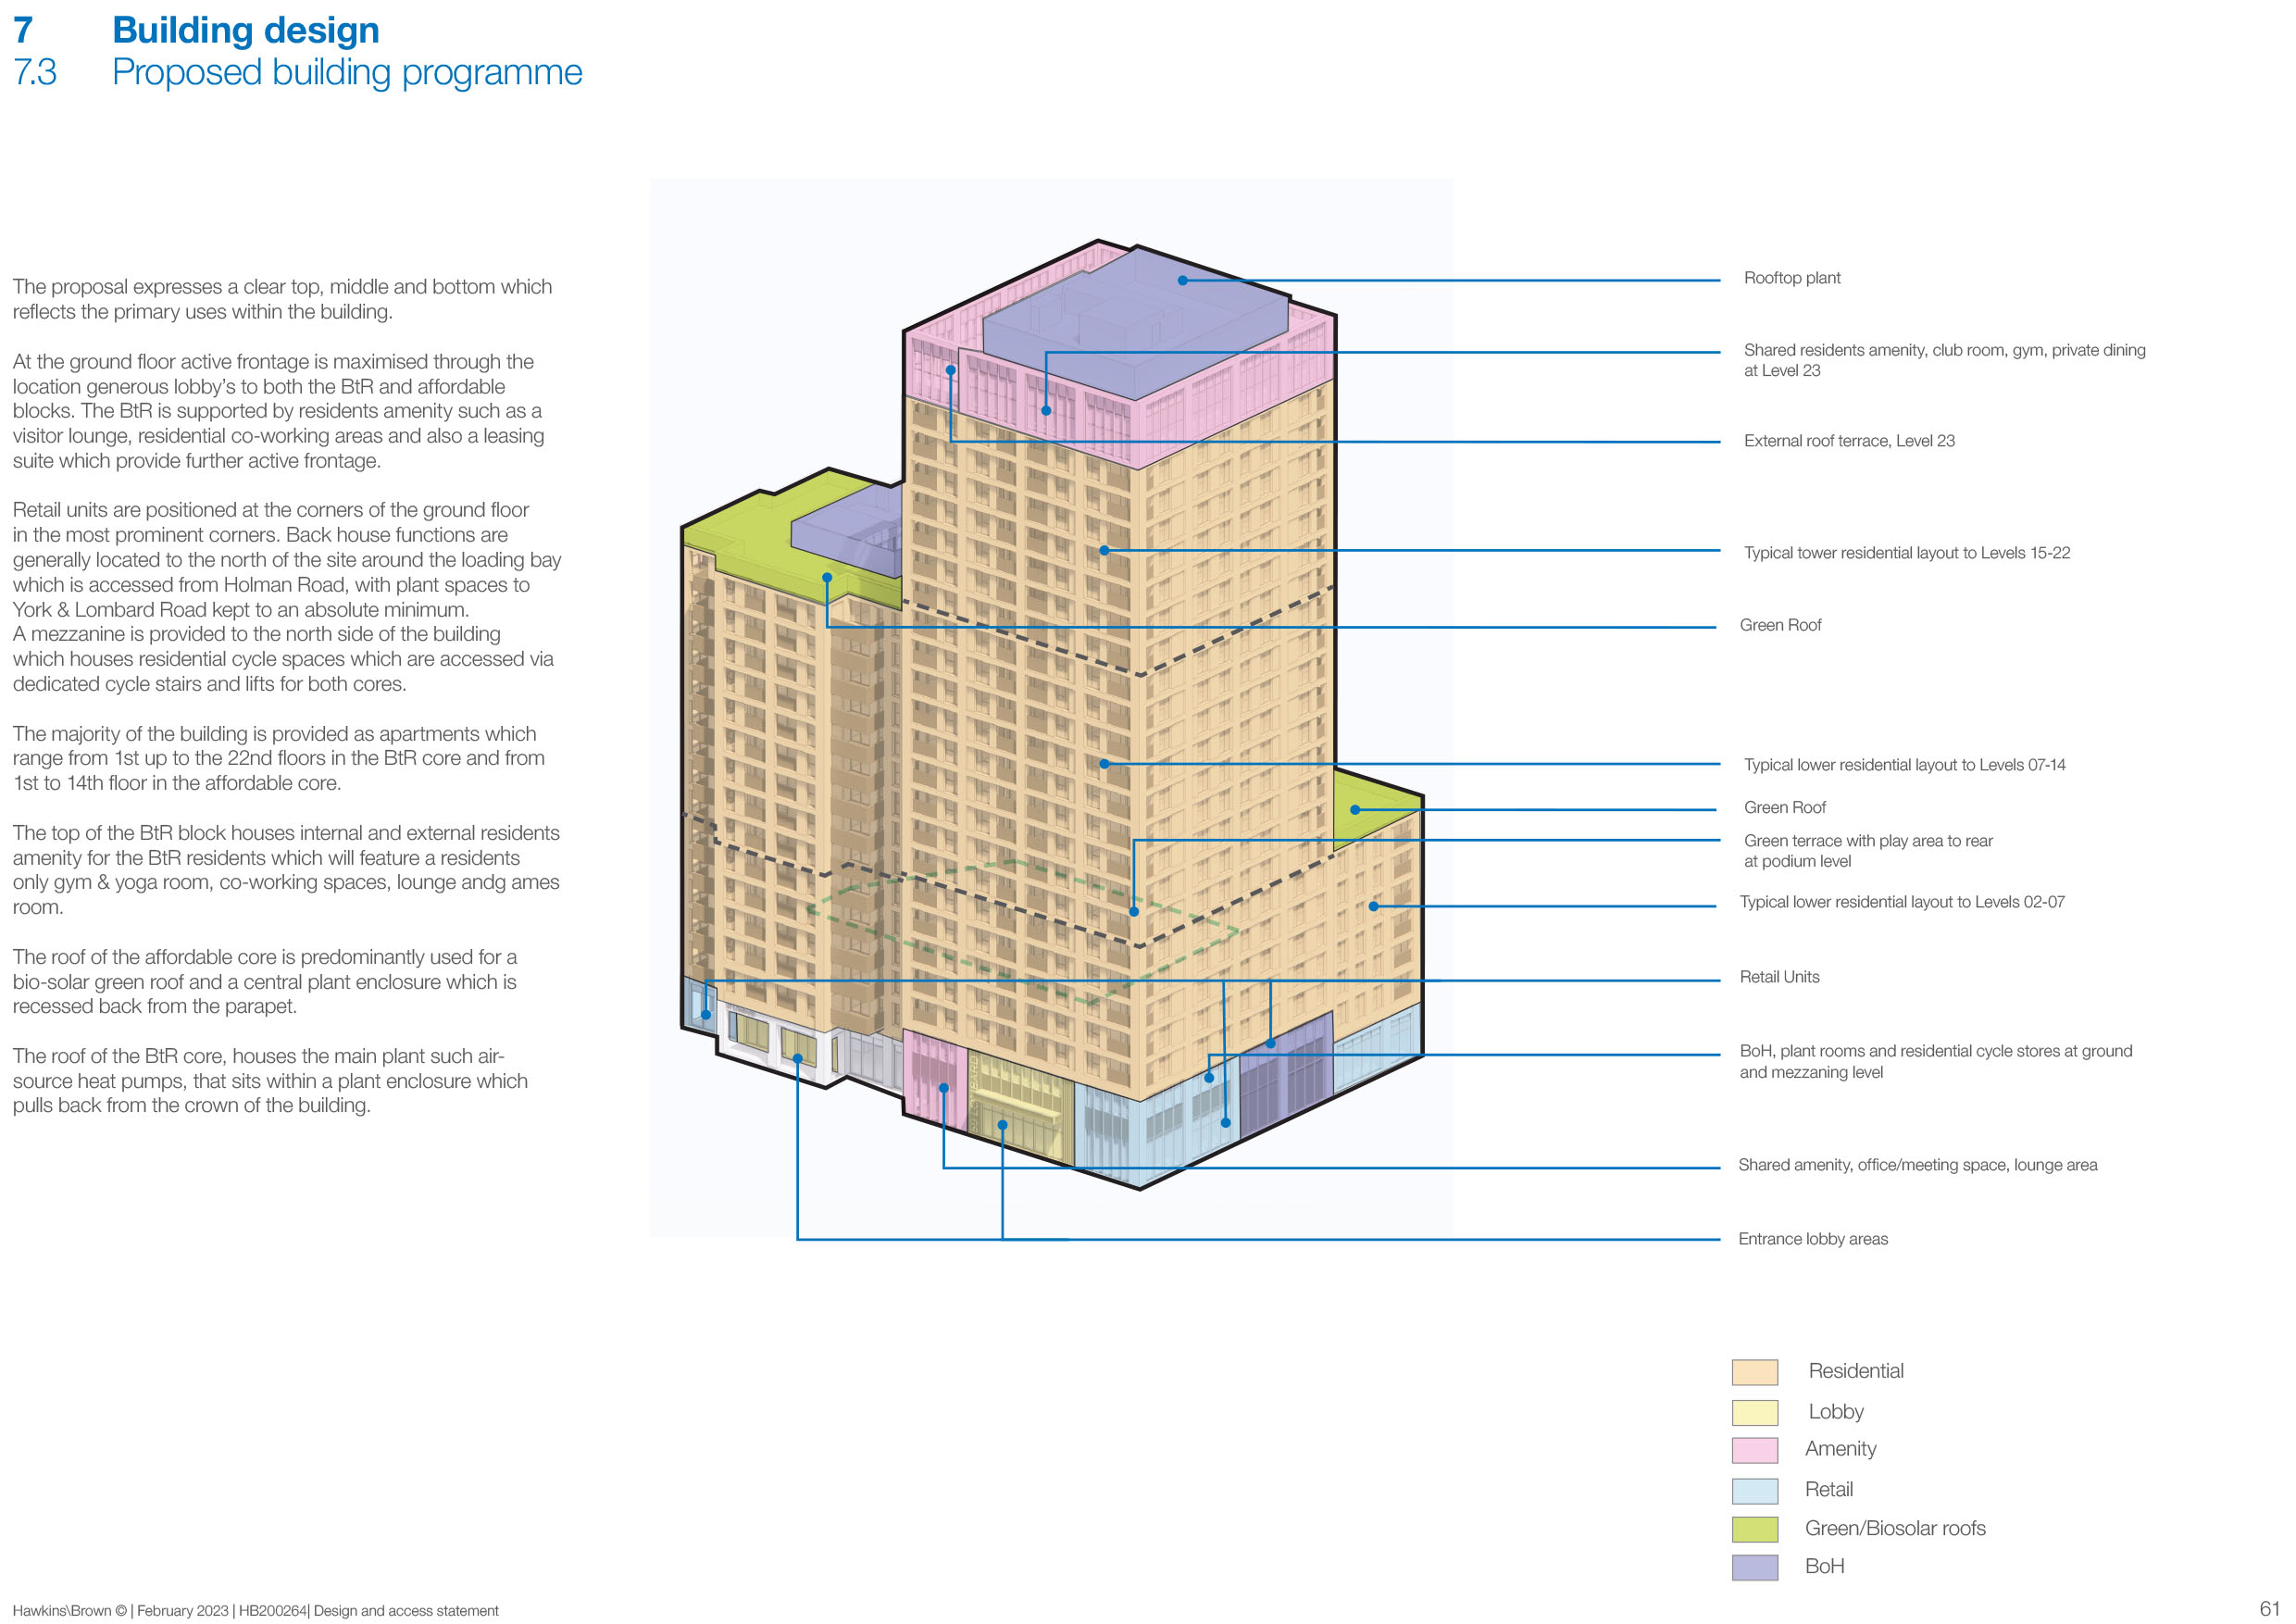 7 Building design
7.3 Proposed building programme
The proposal expresses a clear top, middle and bottom which
reflects the primary uses within the building.
At the ground floor active frontage is maximised through the
location generous lobby's to both the BtR and affordable
blocks. The BtR is supported by residents amenity such as a
visitor lounge, residential co-working areas and also a leasing
suite which provide further active frontage.
Retail units are positioned at the corners of the ground floor
in the most prominent corners. Back house functions are
generally located to the north of the site around the loading bay
which is accessed from Holman Road, with plant spaces to
York & Lombard Road kept to an absolute minimum.
A mezzanine is provided to the north side of the building
which houses residential cycle spaces which are accessed via
dedicated cycle stairs and lifts for both cores.
The majority of the building is provided as apartments which
range from 1st up to the 22nd floors in the BtR core and from
1st to 14th floor in the affordable core.
The top of the BtR block houses internal and external residents
amenity for the BtR residents which will feature a residents
only gym & yoga room, co-working spaces, lounge andg ames
room.
The roof of the affordable core is predominantly used for a
bio-solar green roof and a central plant enclosure which is
recessed back from the parapet.
The roof of the BtR core, houses the main plant such air-
source heat pumps, that sits within a plant enclosure which
pulls back from the crown of the building.
Rooftop plant
Shared residents amenity, club room, gym, private dining
at Level 23
External roof terrace, Level 23
Typical tower residential layout to Levels 15-22
Green Roof
Typical lower residential layout to Levels 07-14
Green Roof
Green terrace with play area to rear
at podium level
Typical lower residential layout to Levels 02-07
Retail Units
BoH, plant rooms and residential cycle stores at ground
and mezzaning level
Shared amenity, office/meeting space, lounge area
Entrance lobby areas
Residential
Lobby
Amenity
Retail
Green/Biosolar roofs
BoH
Hawkins\Brown © | February 2023 | HB200264| Design and access statement
61